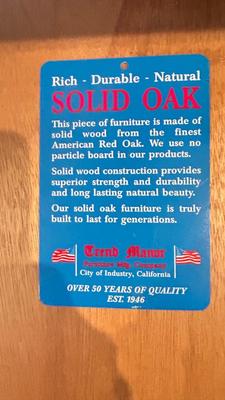 Rich - Durable - Natural
SOLID OAK
This piece of furniture is made of
solid wood from the finest
American Red Oak. We use no
particle board in our products.
Solid wood construction provides
superior strength and durability
and long lasting natural beauty.
Our solid oak furniture is truly
built to last for generations.
Trend Manor
Furniture Mfg. Company
City of Industry, California
OVER 50 YEARS OF QUALITY
EST. 1946